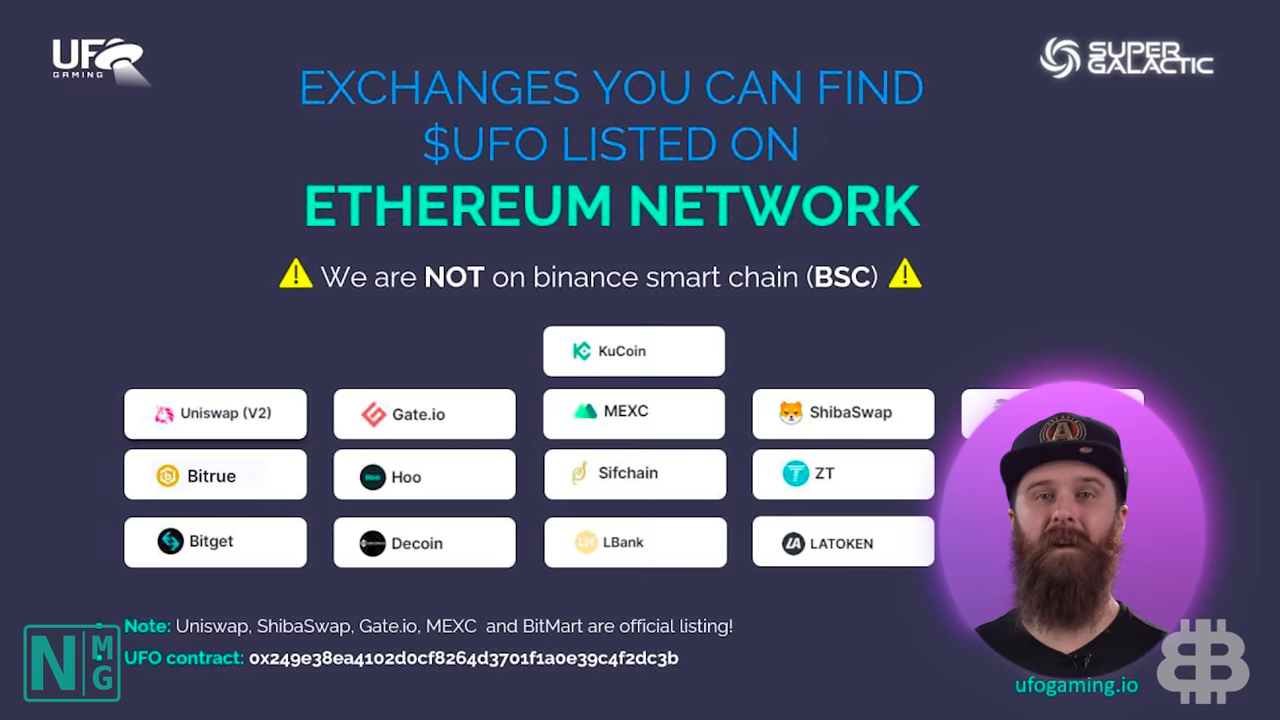 UFO
GAMING
SUPER
GALACTIC
EXCHANGES YOU CAN FIND
$UFO LISTED ON
ETHEREUM NETWORK
We are NOT on binance smart chain (BSC)
KuCoin
Uniswap (V2)
Gate.io
MEXC
ShibaSwap
Bitrue
Hoo
Sifchain
ZT
Bitget
Decoin
LBank
LATOKEN
Note: Uniswap, ShibaSwap, Gate.io, MEXC and BitMart are official listing!
UFO contract: 0x249e38ea4102d0cf8264d3701f1a0e39c4f2dc3b
N M G
ufogaming.io